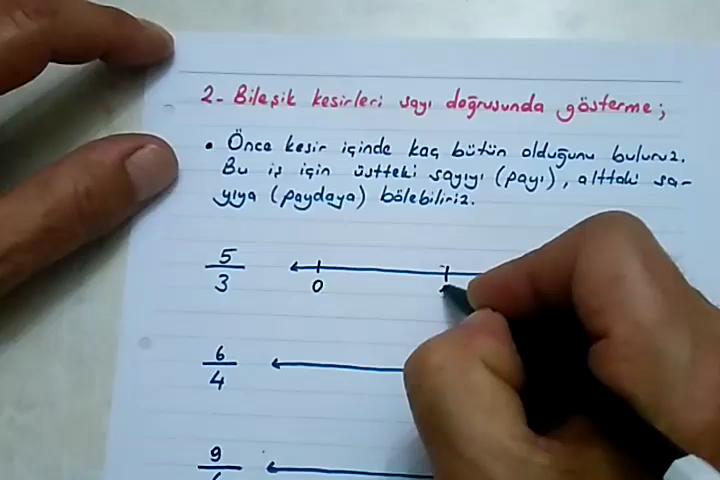 2- Bileşik kesirleri sayı doğrusunda gösterme;
• Önce kesir içinde kaç bütün olduğunu buluruz.
Bu iş için üstteki sayıyı (payı), alttaki sa-
yıya (paydaya) bölebiliriz.
5
3
0
6
4
9